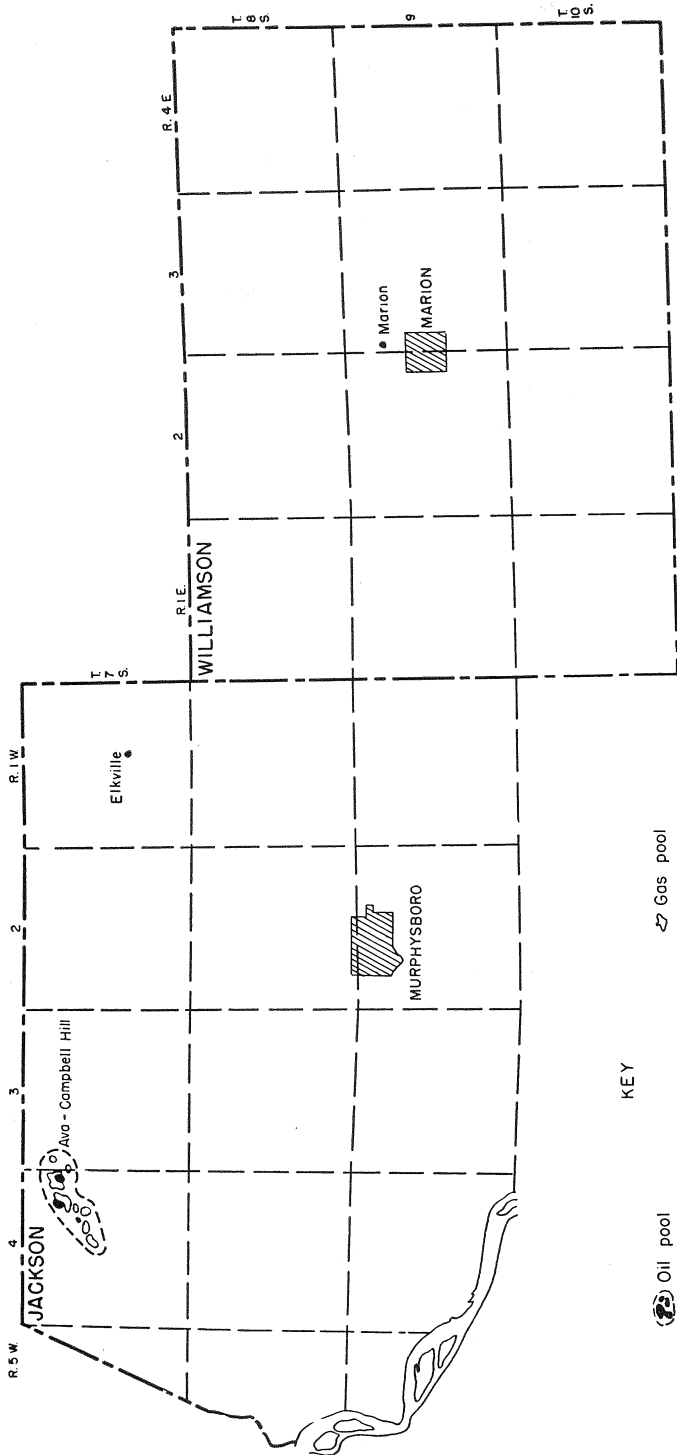 R. 5 W.
4
3
2
R. 1 W.
JACKSON
Ava - Campbell Hill
Elkville
T.
7
S.
R. 1 E.
2
3
R. 4 E.
WILLIAMSON
T.
8
S.
9
T.
10
S.
Marion
MARION
MURPHYSBORO
KEY
Oil pool
Gas pool